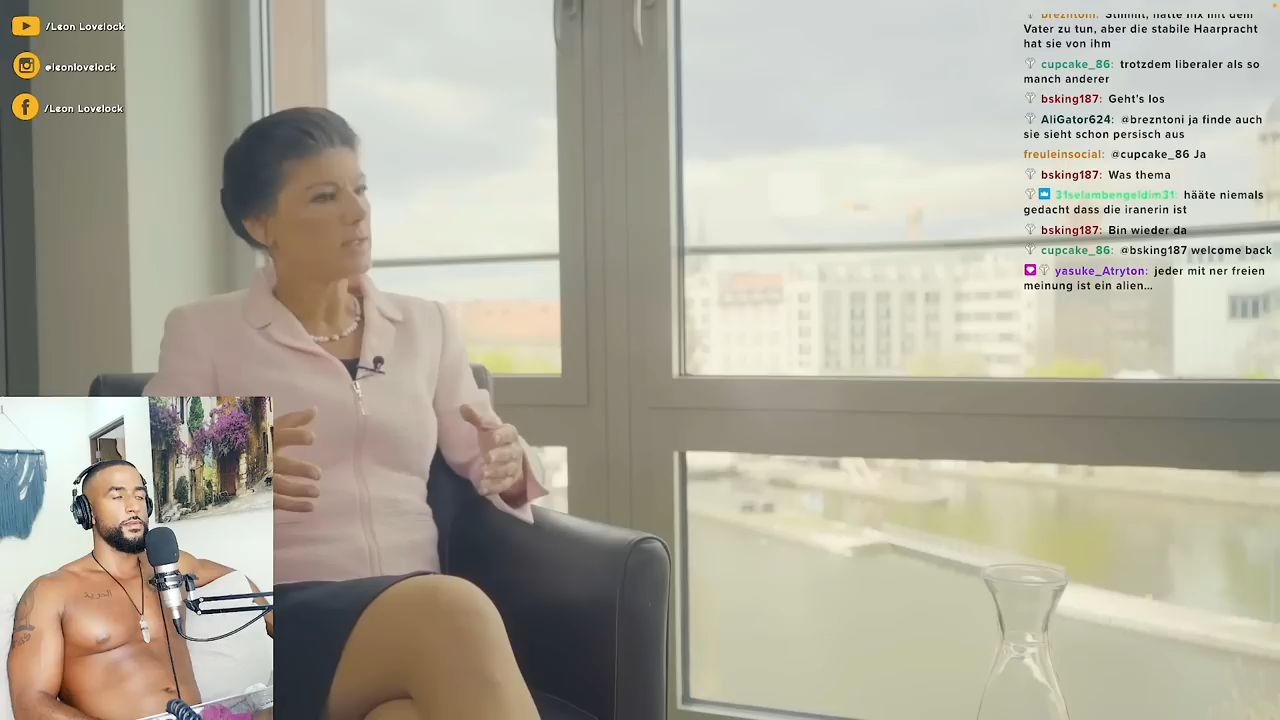 /Leon Lovelock
@leonlovelock
/Leon Lovelock
brezntoni: Stimmt, hatte nix mit dem
Vater zu tun, aber die stabile Haarpracht
hat sie von ihm
cupcake_86: trotzdem liberaler als so
manch anderer
bsking187: Geht's los
AliGator624: @brezntoni ja finde auch
sie sieht schon persisch aus
freuleinsocial: @cupcake_86 Ja
bsking187: Was thema
31selambengeldim31: hääte niemals
gedacht dass die iranerin ist
bsking187: Bin wieder da
cupcake_86: @bsking187 welcome back
yasuke_Atryton: jeder mit ner freien
meinung ist ein alien...